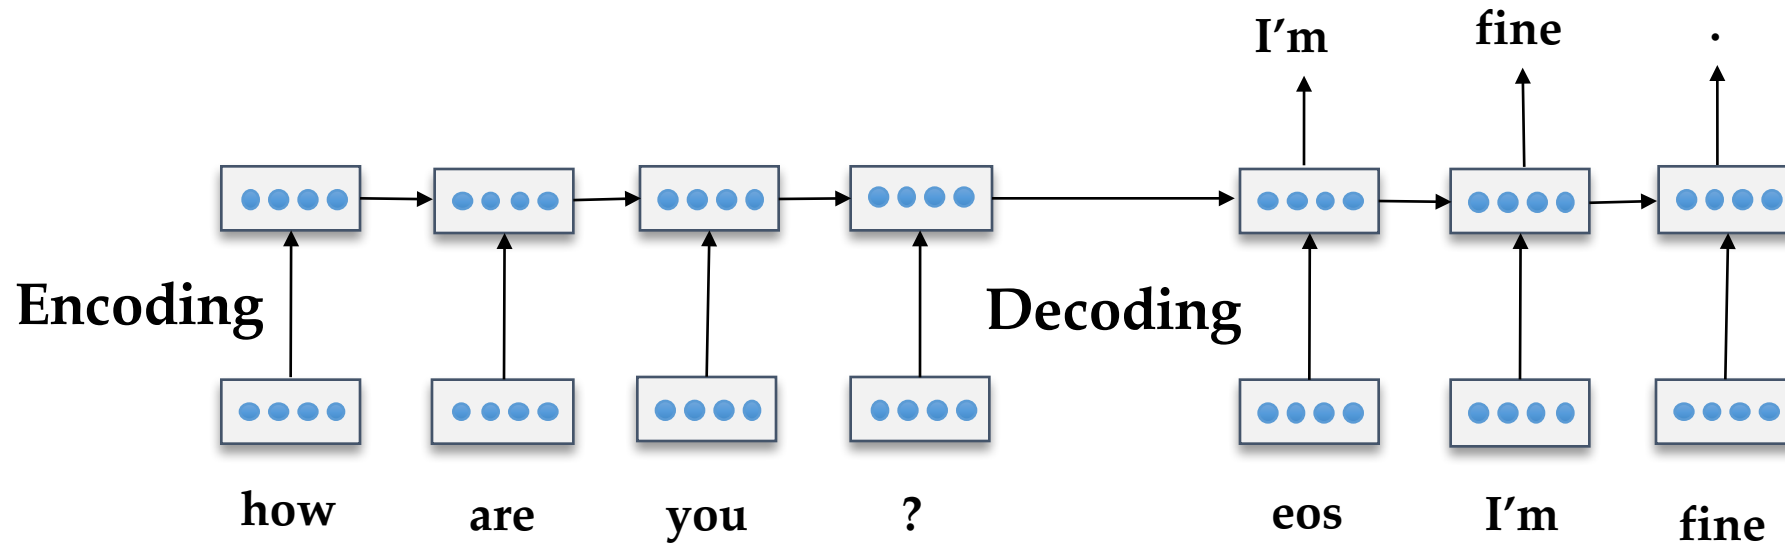 I’m fine .
Encoding Decoding
how are you ? eos I’m fine